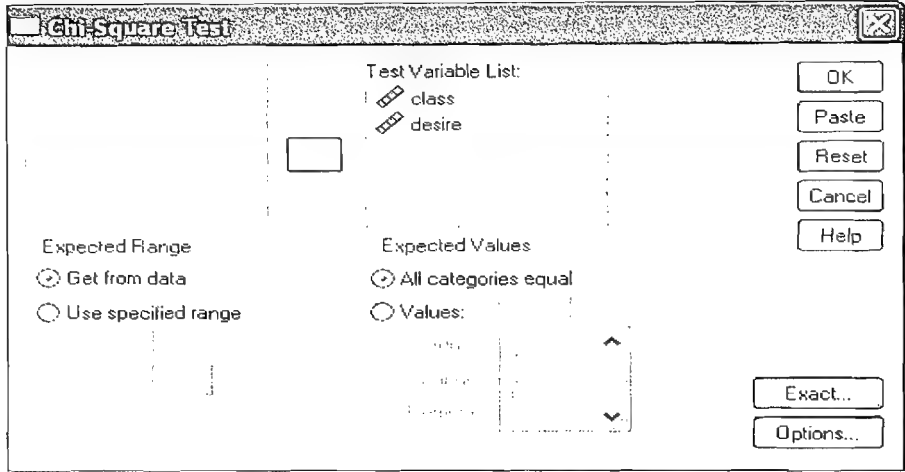 Chi-Square Test
Test Variable List:
class
desire
OK
Paste
Reset
Cancel
Help
Expected Range
Get from data
Use specified range
Expected Values
All categories equal
Values:
Exact...
Options...